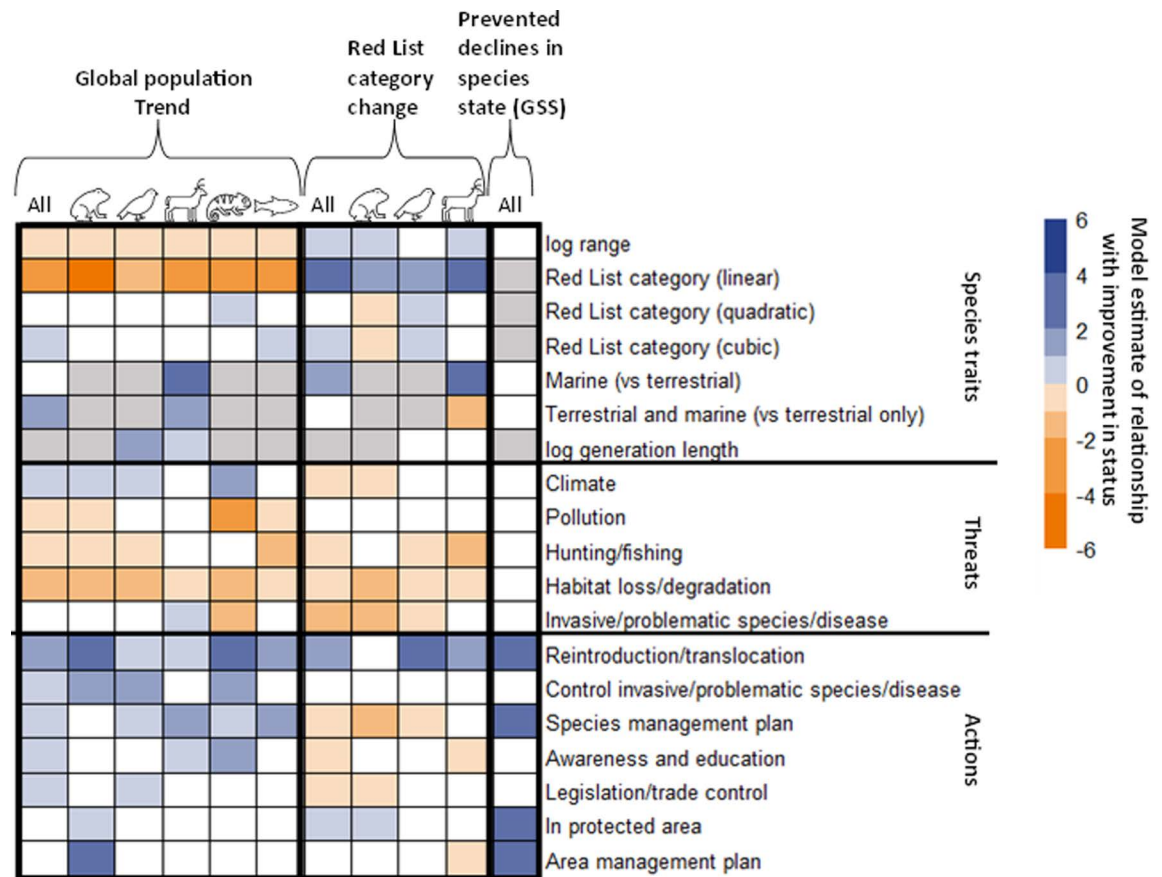 Global population
Trend
Red List
category
change
Prevented
declines in
species
state (GSS)
All
All
All
log range
Red List category (linear)
Red List category (quadratic)
Red List category (cubic)
Marine (vs terrestrial)
Terrestrial and marine (vs terrestrial only)
log generation length
Species traits
Climate
Pollution
Hunting/fishing
Habitat loss/degradation
Invasive/problematic species/disease
Threats
Reintroduction/translocation
Control invasive/problematic species/disease
Species management plan
Awareness and education
Legislation/trade control
In protected area
Area management plan
Actions
6
4
2
0
-2
-4
-6
Model estimate of relationship
with improvement in status